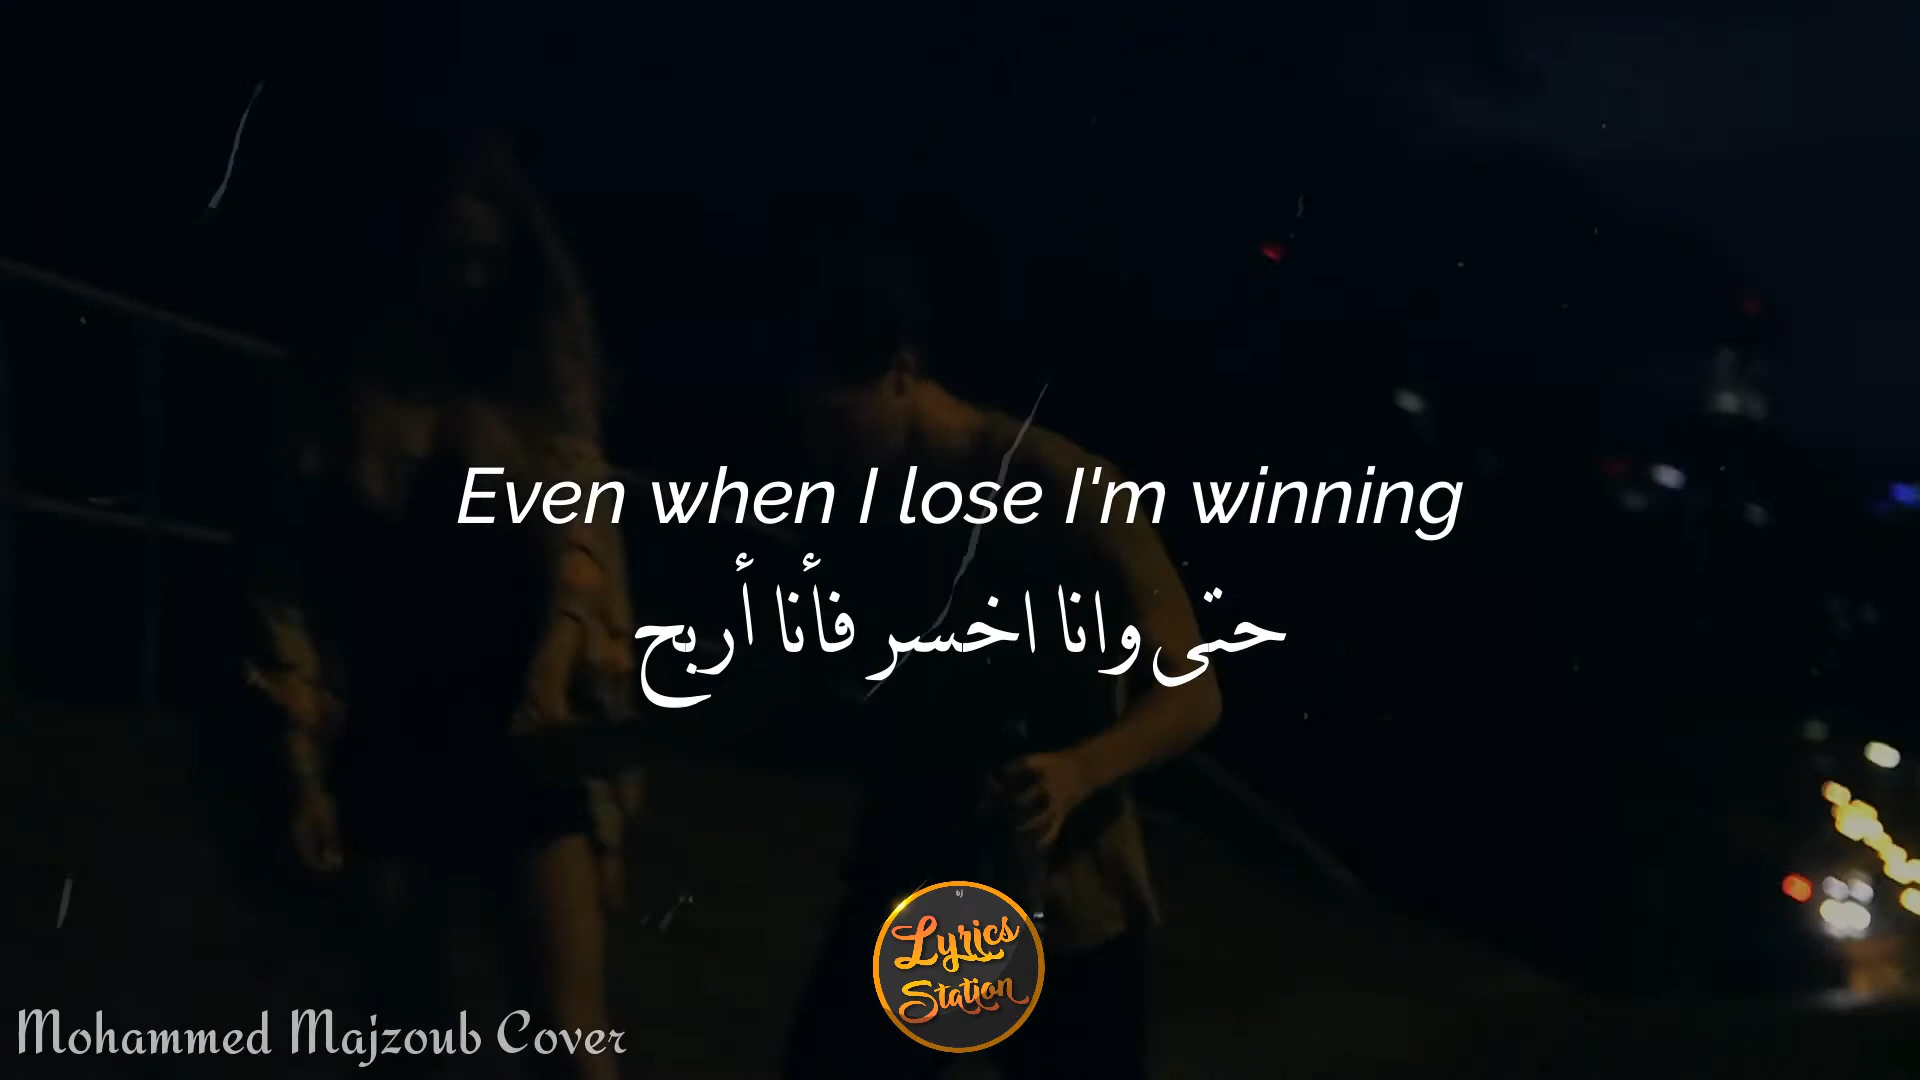 Even when I lose I'm winning
حتى وانا اخسر فأنا أربح
Lyrics
Station
Mohammed Majzoub Cover